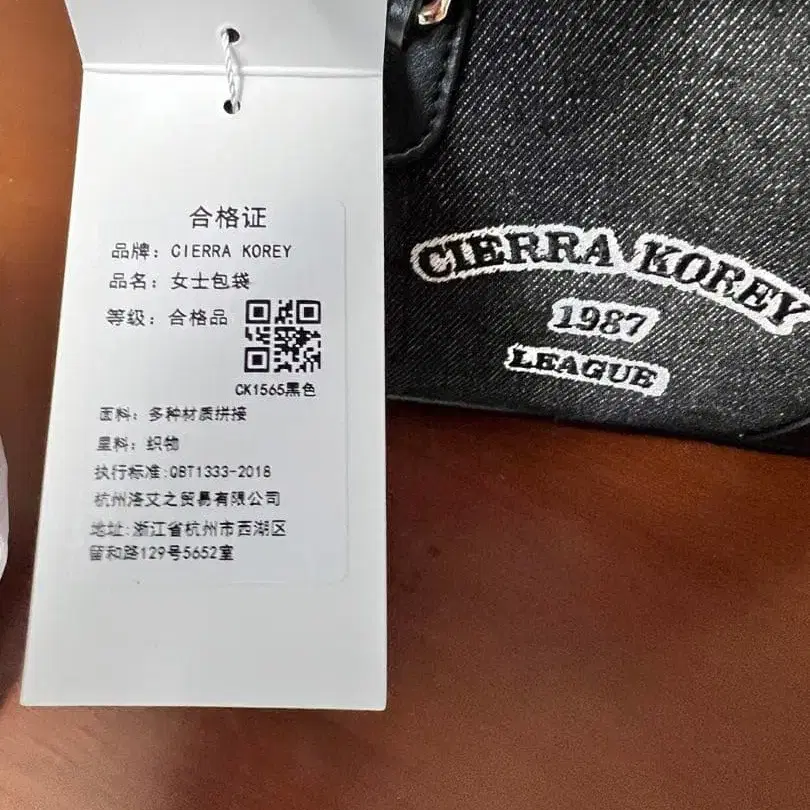 合格证
品牌: CIERRA KOREY
品名: 女士包袋
等级: 合格品
CK1565黑色
面料: 多种材质拼接
里料: 织物
执行标准:QBT1333-2018
杭州洛艾之贸易有限公司
地址:浙江省杭州市西湖区
留和路129号5652室
CIERRA KOREY
1987
LEAGUE